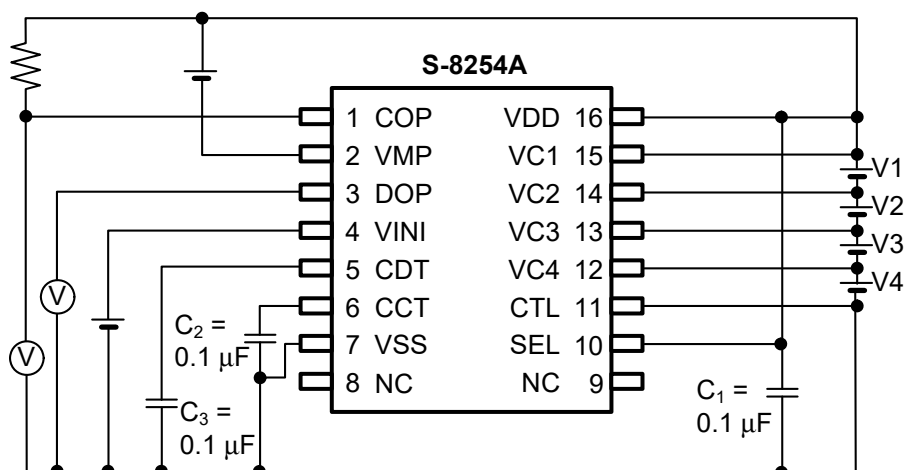 S-8254A
1 COP
2 VMP
3 DOP
4 VINI
5 CDT
6 CCT
7 VSS
8 NC
VDD 16
VC1 15
VC2 14
VC3 13
VC4 12
CTL 11
SEL 10
NC 9
V1
V2
V3
V4
V
V
C2 =
0.1 μF
C3 =
0.1 μF
C1 =
0.1 μF